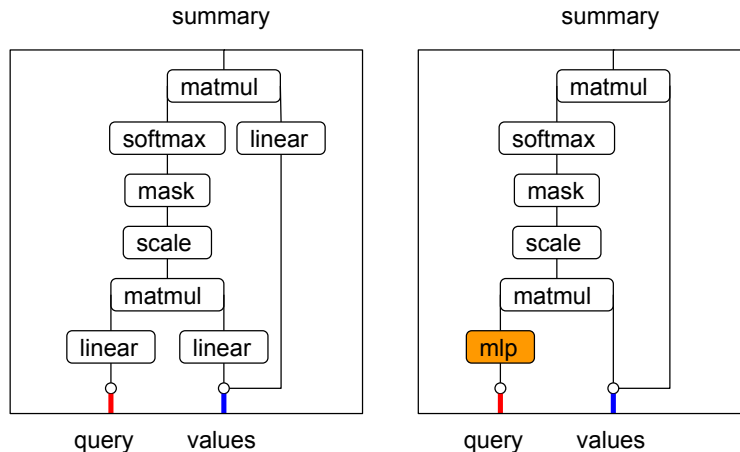 summary
matmul
softmax
linear
mask
scale
matmul
linear
linear
query
values
summary
matmul
softmax
mask
scale
matmul
mlp
query
values